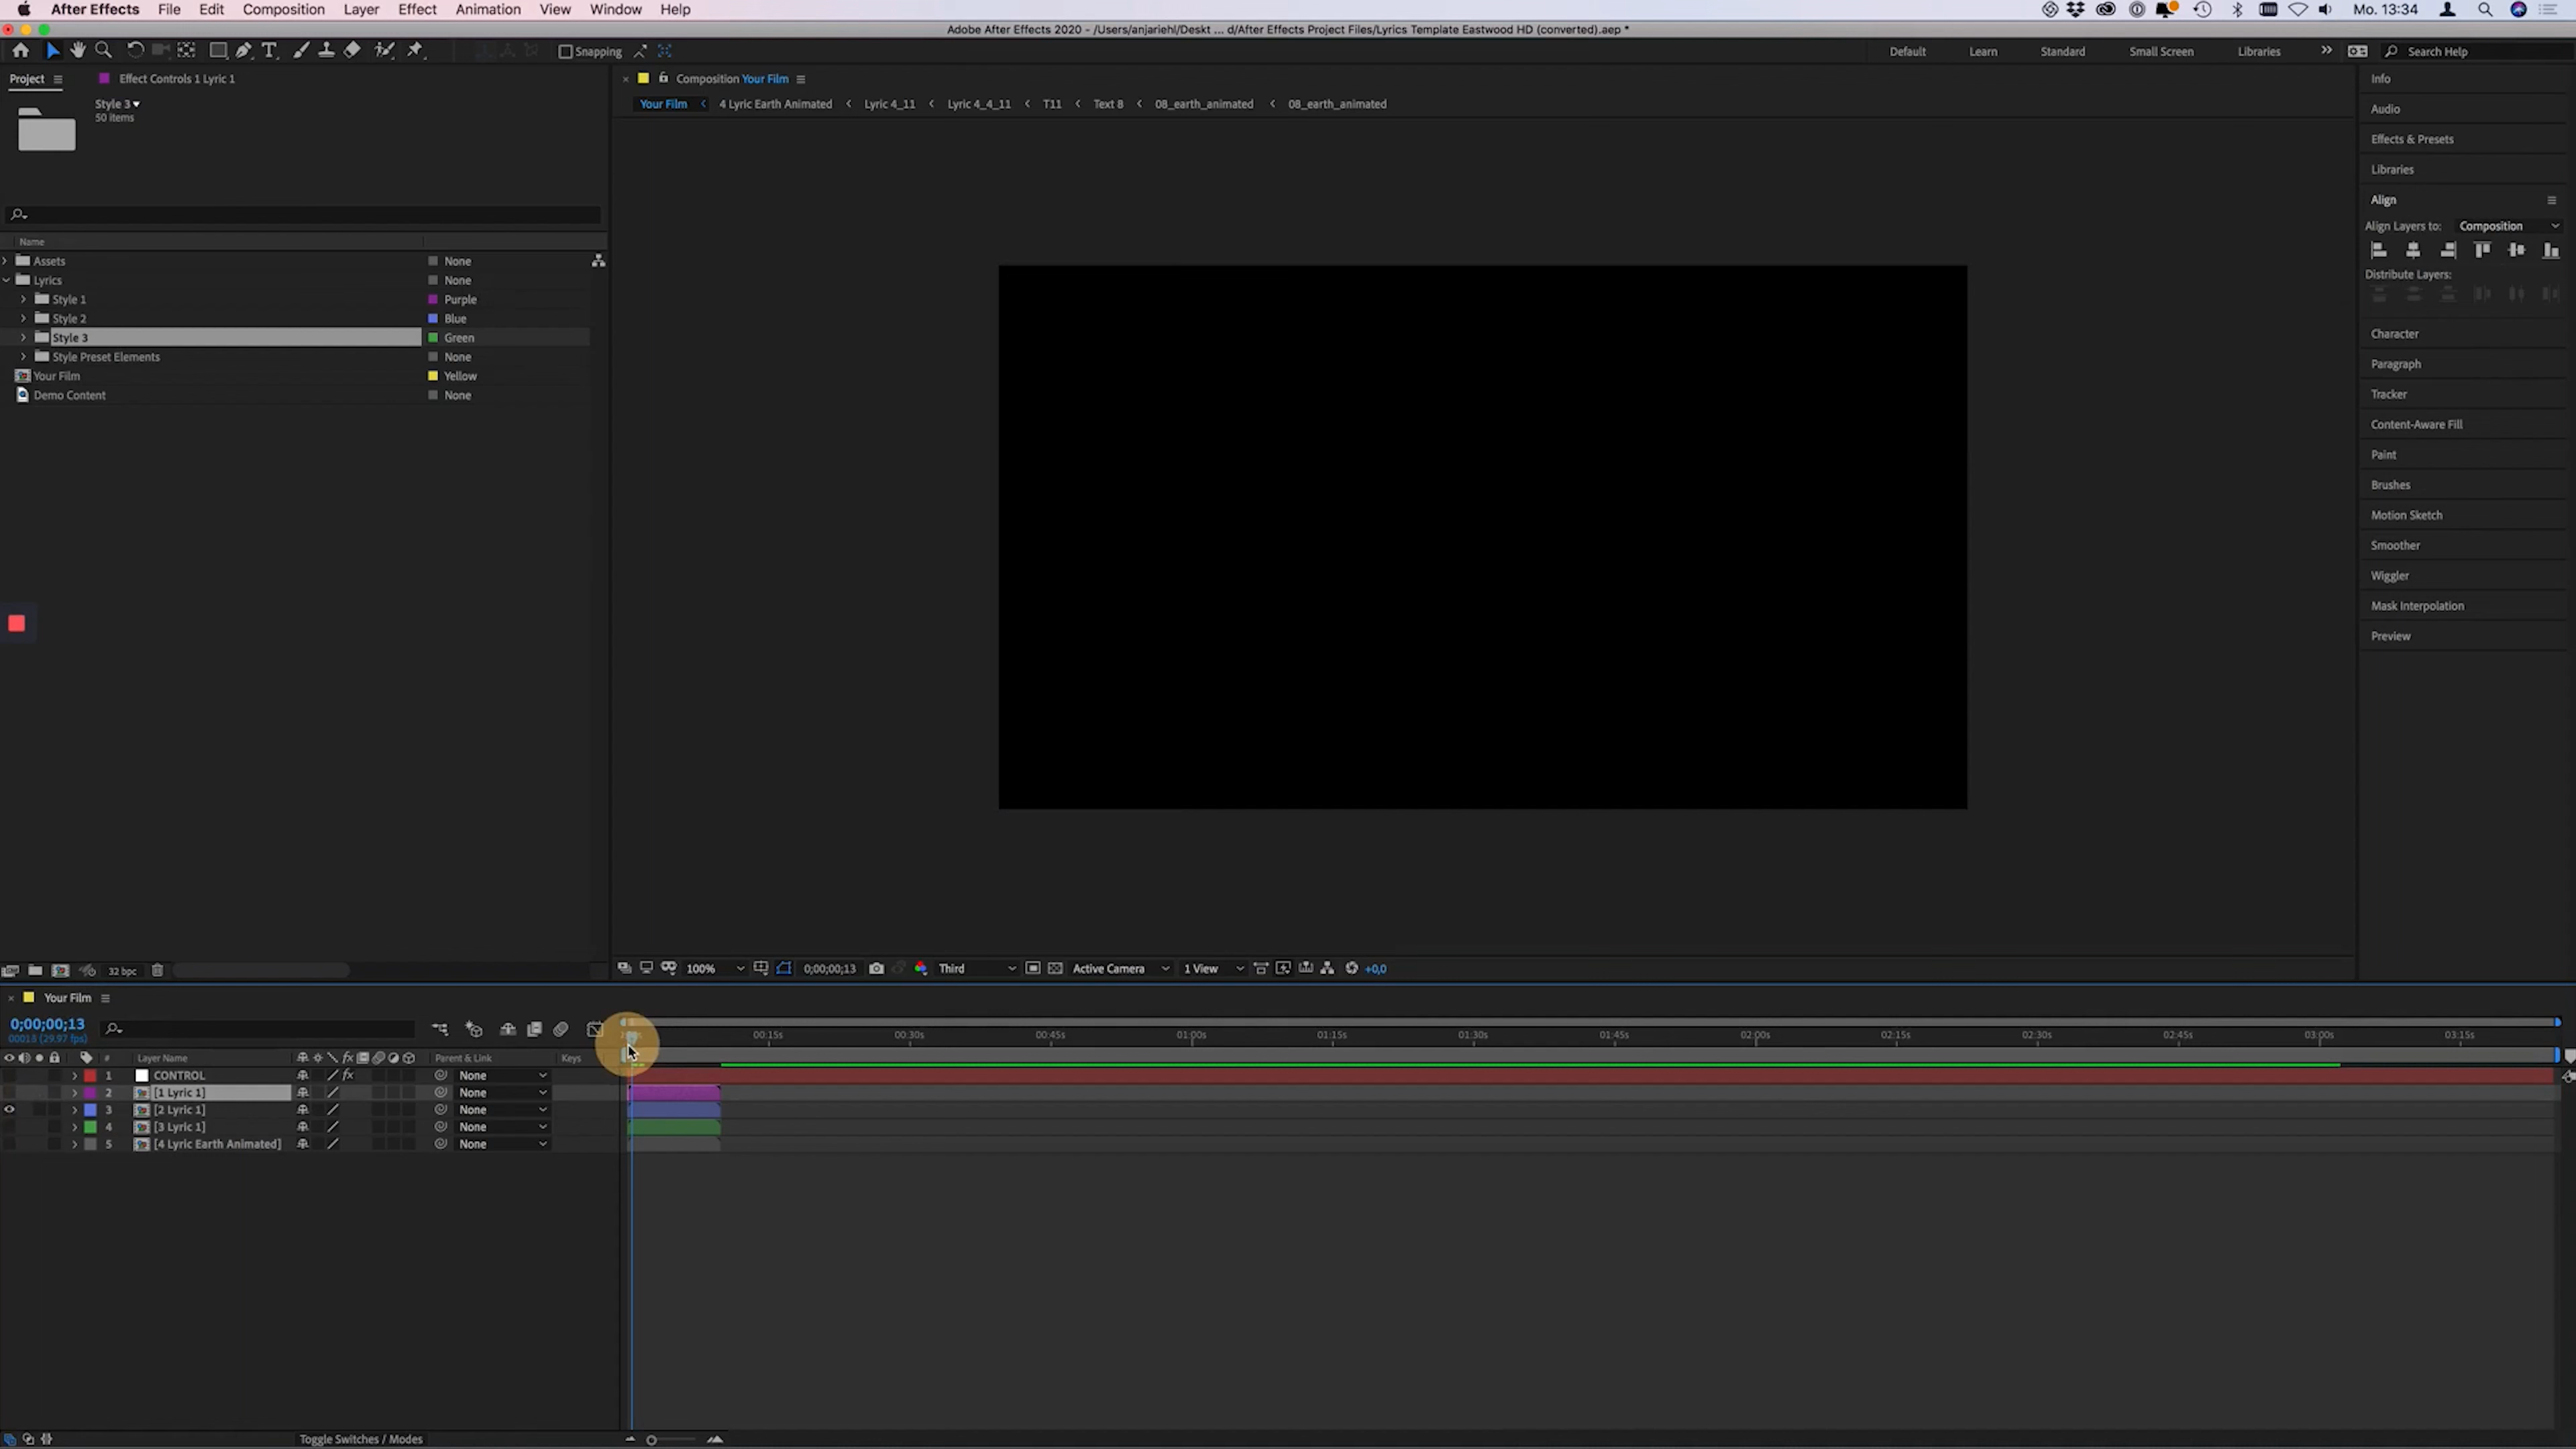 After Effects File Edit Composition Layer Effect Animation View Window Help Mo. 13:34
Adobe After Effects 2020 - /Users/anjariehl/Deskt ... d/After Effects Project Files/Lyrics Template Eastwood HD (converted).aep *
Snapping Default Learn Standard Small Screen Libraries Search Help
Project Effect Controls 1 Lyric 1
Style 3
50 items
Name
Assets None
Lyrics None
Style 1 Purple
Style 2 Blue
Style 3 Green
Style Preset Elements None
Your Film Yellow
Demo Content None
32 bpc
Composition Your Film
Your Film 4 Lyric Earth Animated Lyric 4_11 Lyric 4_4_11 T11 Text 8 08_earth_animated 08_earth_animated
100% 0;00;00;13 Third Active Camera 1 View +0,0
Info
Audio
Effects & Presets
Libraries
Align
Align Layers to: Composition
Distribute Layers:
Character
Paragraph
Tracker
Content-Aware Fill
Paint
Brushes
Motion Sketch
Smoother
Wiggler
Mask Interpolation
Preview
Your Film
0;00;00;13
00013 (29.97 fps)
00:15s 00:30s 00:45s 01:00s 01:15s 01:30s 01:45s 02:00s 02:15s 02:30s 02:45s 03:00s 03:15s
# Layer Name Parent & Link Keys
1 CONTROL None
2 [1 Lyric 1] None
3 [2 Lyric 1] None
4 [3 Lyric 1] None
5 [4 Lyric Earth Animated] None
Toggle Switches / Modes